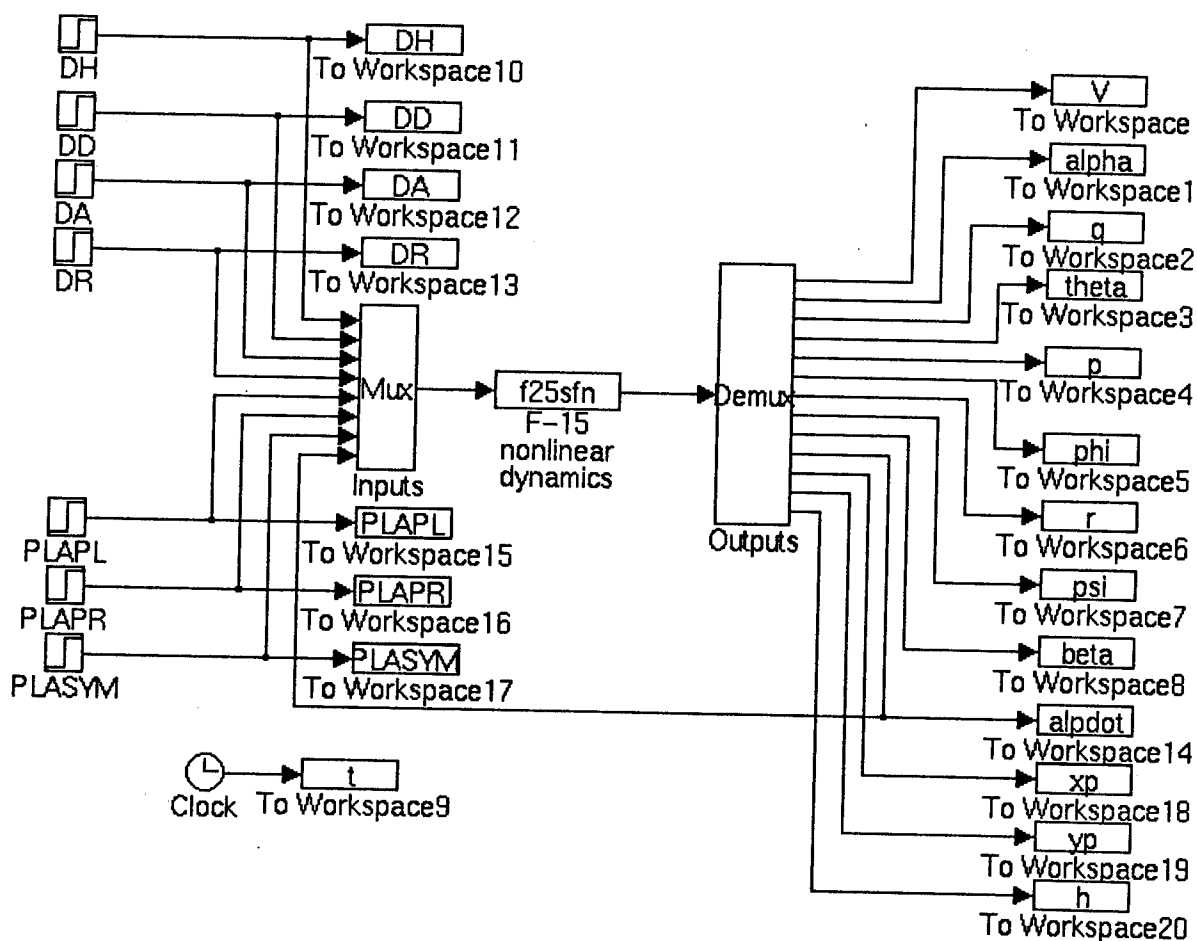 DH
DH
To Workspace10
DD
DD
To Workspace11
DA
DA
To Workspace12
DR
DR
To Workspace13
Mux
Inputs
f25sfn
F-15
nonlinear
dynamics
Demux
Outputs
PLAPL
PLAPL
To Workspace15
PLAPR
PLAPR
To Workspace16
PLASYM
PLASYM
To Workspace17
Clock
t
To Workspace9
V
To Workspace
alpha
To Workspace1
q
To Workspace2
theta
To Workspace3
p
To Workspace4
phi
To Workspace5
r
To Workspace6
psi
To Workspace7
beta
To Workspace8
alpdot
To Workspace14
xp
To Workspace18
yp
To Workspace19
h
To Workspace20